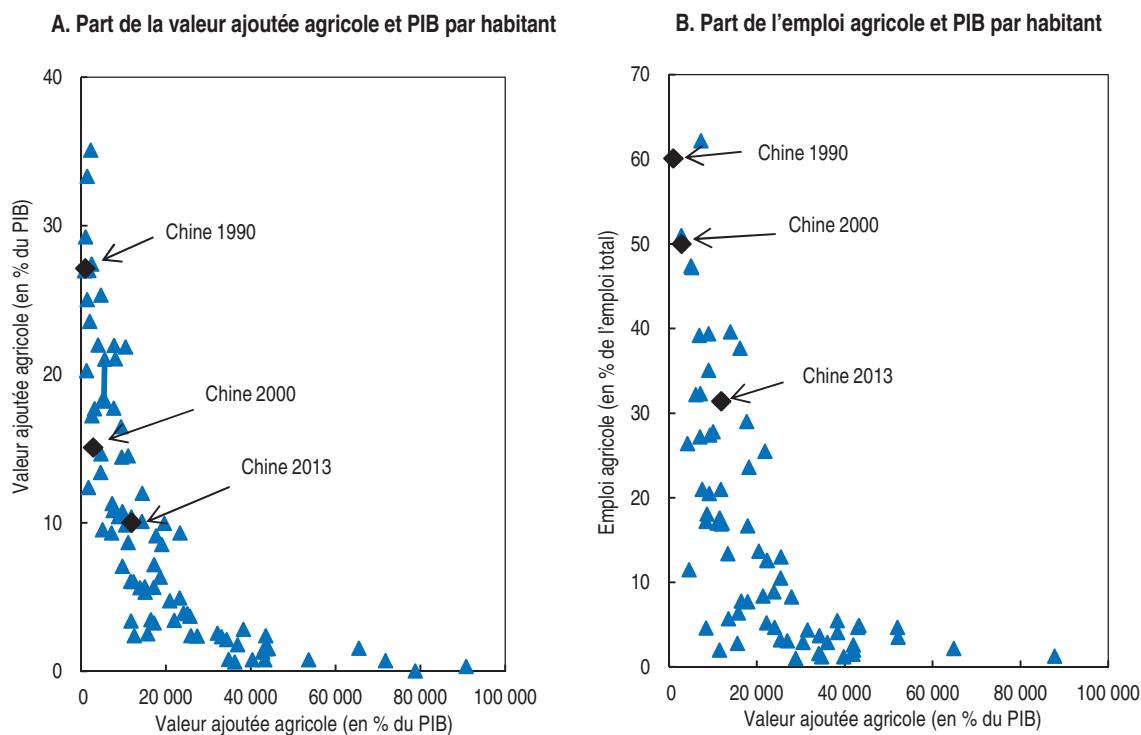 A. Part de la valeur ajoutée agricole et PIB par habitant
Valeur ajoutée agricole (en % du PIB)
40
30
20
10
0
Chine 1990
Chine 2000
Chine 2013
0
20 000
40 000
60 000
80 000
100 000
Valeur ajoutée agricole (en % du PIB)
B. Part de l’emploi agricole et PIB par habitant
Emploi agricole (en % de l’emploi total)
70
60
50
40
30
20
10
0
Chine 1990
Chine 2000
Chine 2013
0
20 000
40 000
60 000
80 000
100 000
Valeur ajoutée agricole (en % du PIB)